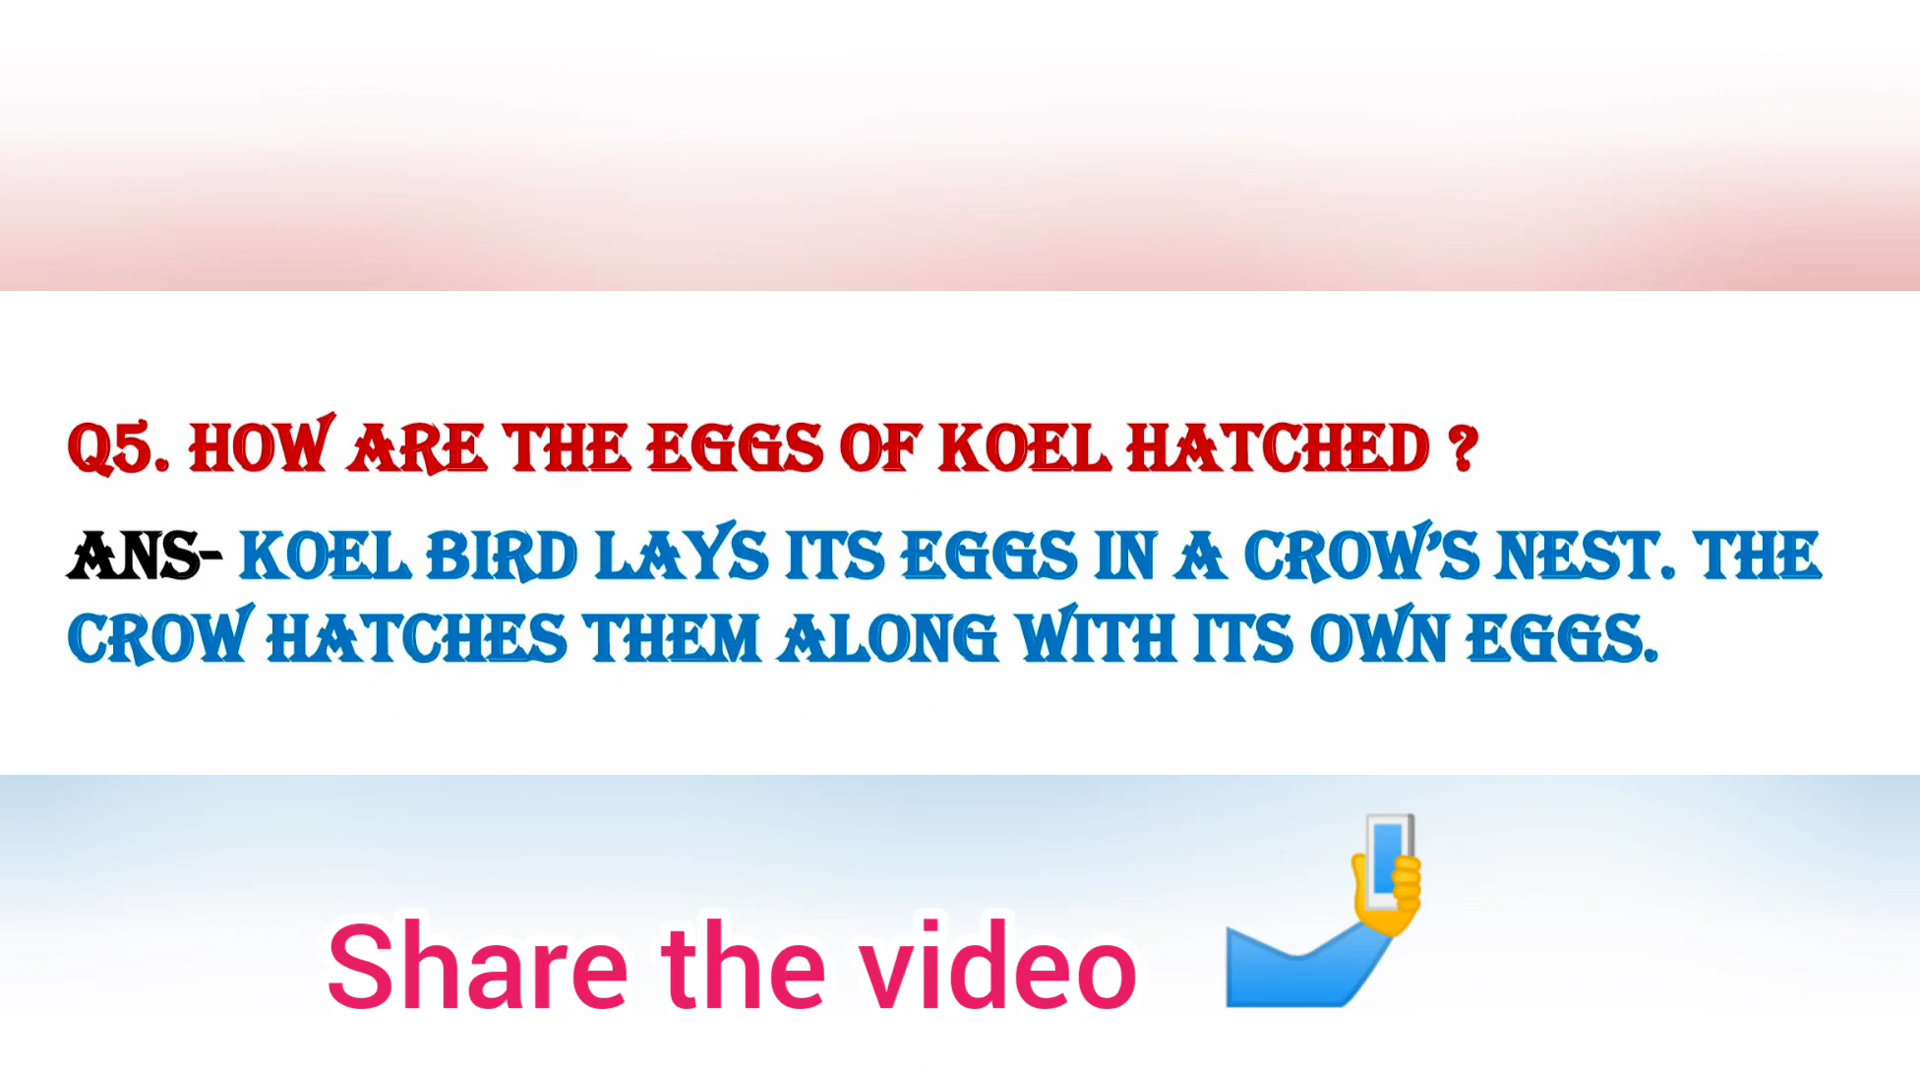 Q5. HOW ARE THE EGGS OF KOEL HATCHED ?
ANS- KOEL BIRD LAYS ITS EGGS IN A CROW’S NEST. THE
CROW HATCHES THEM ALONG WITH ITS OWN EGGS.
Share the video